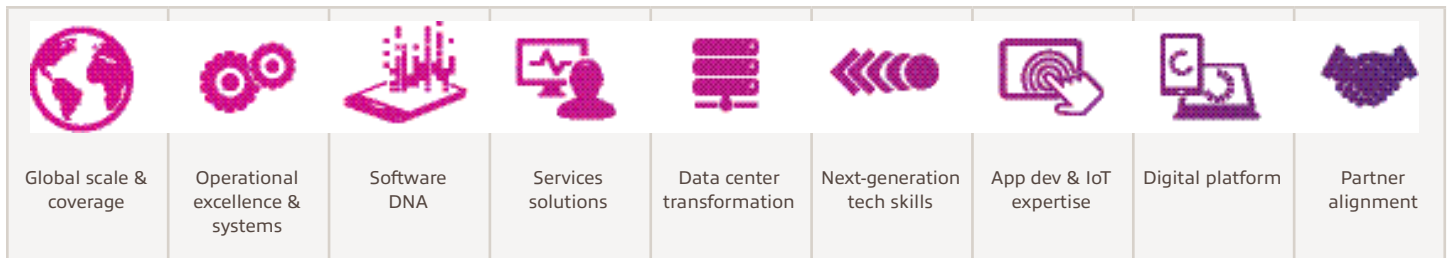 Global scale &
coverage
Operational
excellence &
systems
Software
DNA
Services
solutions
Data center
transformation
Next-generation
tech skills
App dev & IoT
expertise
Digital platform
Partner
alignment